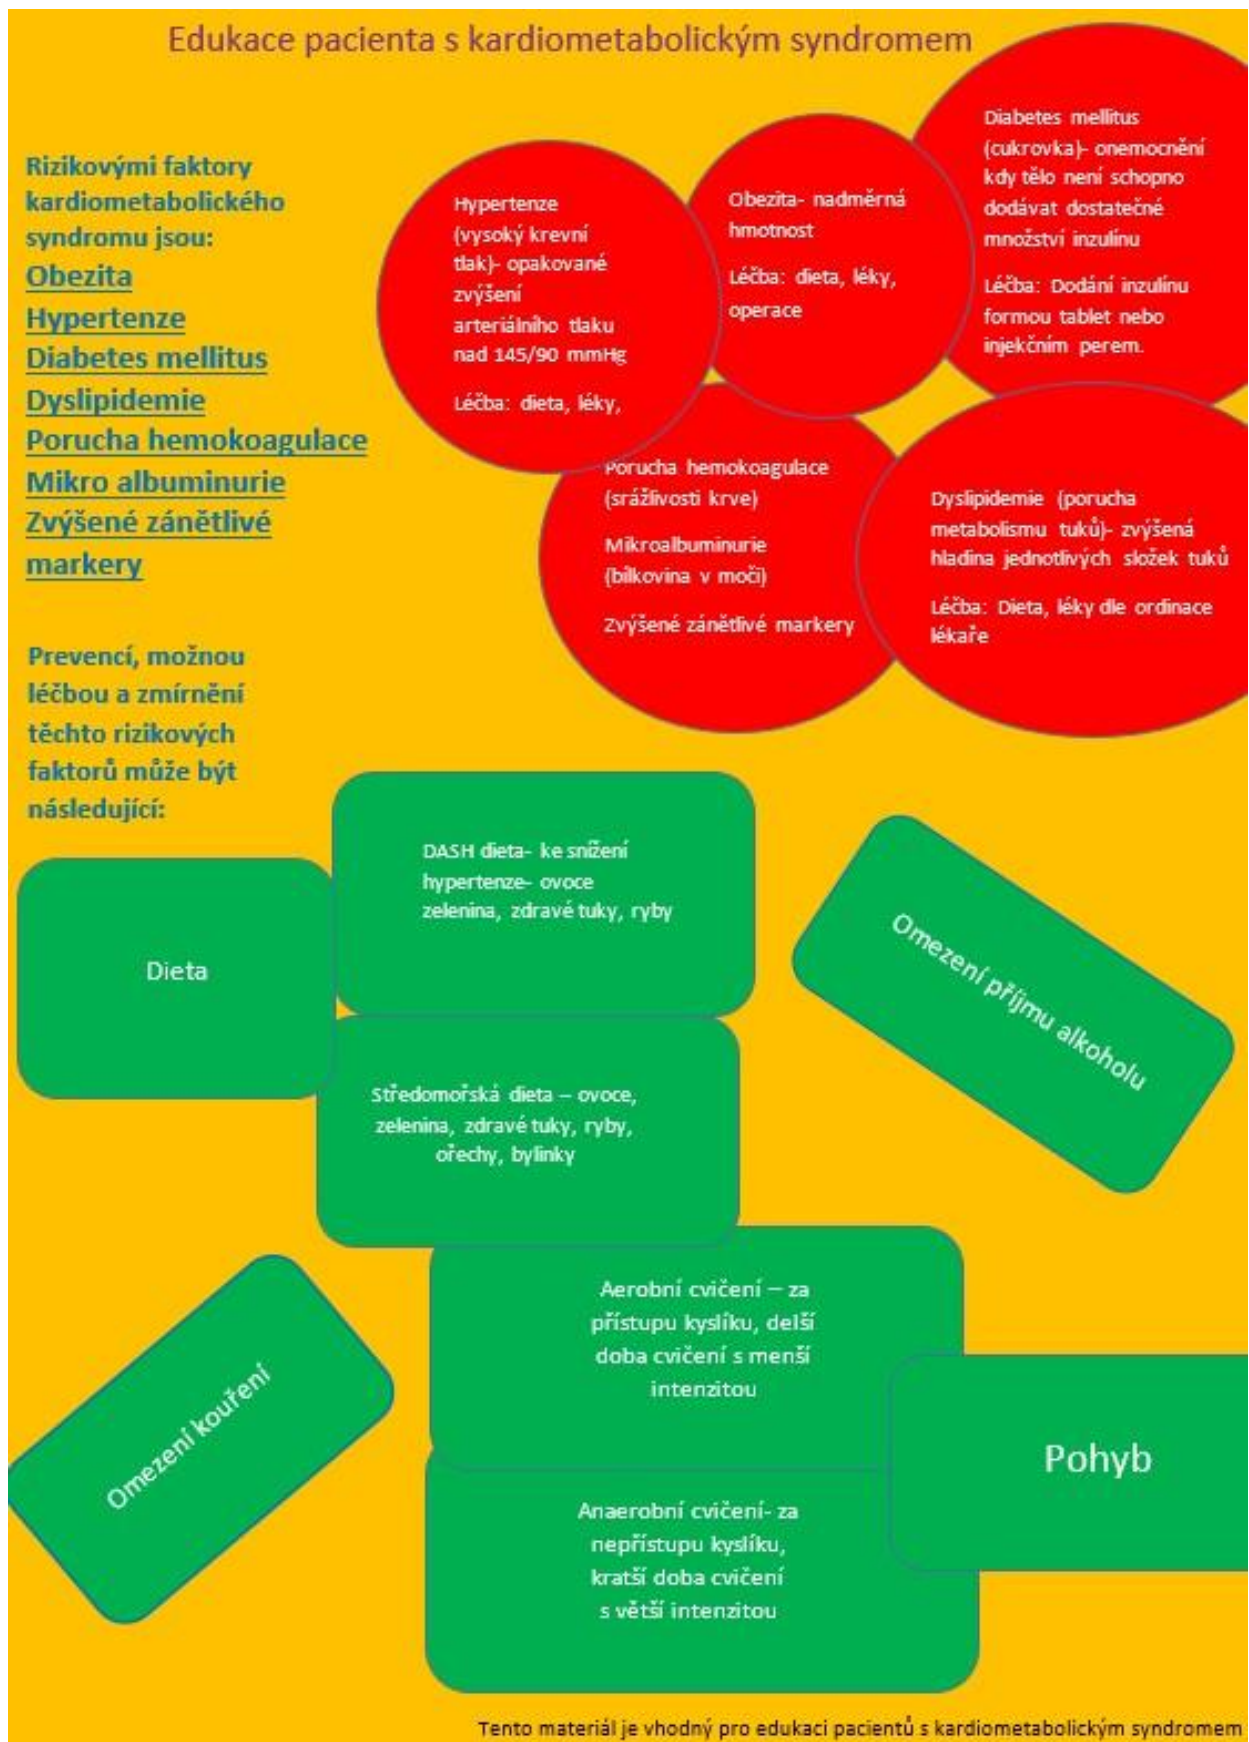 Edukace pacienta s kardiometabolickým syndromem
Rizikovými faktory
kardiometabolického
syndromu jsou:
Obezita
Hypertenze
Diabetes mellitus
Dyslipidemie
Porucha hemokoagulace
Mikro albuminurie
Zvýšené zánětlivé
markery
Hypertenze
(vysoký krevní
tlak)- opakované
zvýšení
arteriálního tlaku
nad 145/90 mmHg
Léčba: dieta, léky,
Obezita- nadměrná
hmotnost
Léčba: dieta, léky,
operace
Diabetes mellitus
(cukrovka)- onemocnění
kdy tělo není schopno
dodávat dostatečné
množství inzulínu
Léčba: Dodání inzulínu
formou tablet nebo
injekčním perem.
Porucha hemokoagulace
(srážlivosti krve)
Mikroalbuminurie
(bílkovina v moči)
Zvýšené zánětlivé markery
Dyslipidemie (porucha
metabolismu tuků)- zvýšená
hladina jednotlivých složek tuků
Léčba: Dieta, léky dle ordinace
lékaře
Prevencí, možnou
léčbou a zmírnění
těchto rizikových
faktorů může být
následující:
Dieta
DASH dieta- ke snížení
hypertenze- ovoce
zelenina, zdravé tuky, ryby
Středomořská dieta – ovoce,
zelenina, zdravé tuky, ryby,
ořechy, bylinky
Omezení příjmu alkoholu
Omezení kouření
Aerobní cvičení – za
přístupu kyslíku, delší
doba cvičení s menší
intenzitou
Pohyb
Anaerobní cvičení- za
nepřístupu kyslíku,
kratší doba cvičení
s větší intenzitou
Tento materiál je vhodný pro edukaci pacientů s kardiometabolickým syndromem